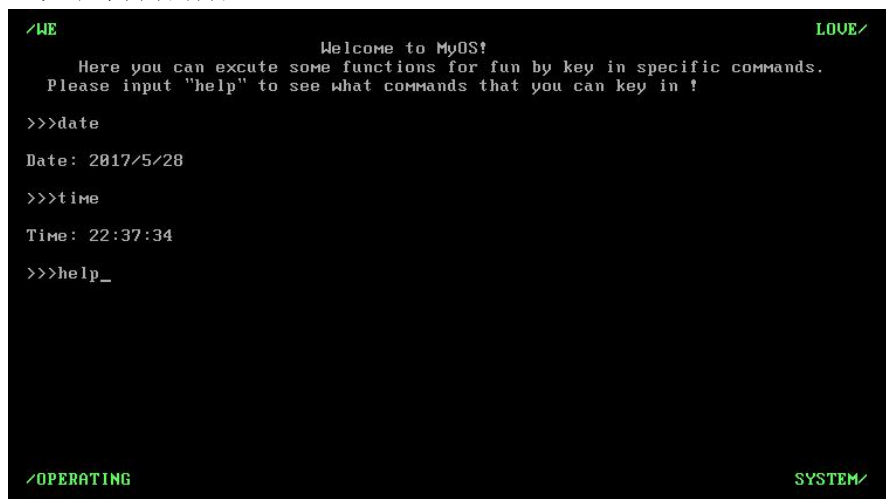 /WE LOVE/
Welcome to MyOS!
Here you can excute some functions for fun by key in specific commands.
Please input "help" to see what commands that you can key in !
>>>date
Date: 2017/5/28
>>>time
Time: 22:37:34
>>>help_
/OPERATING SYSTEM/